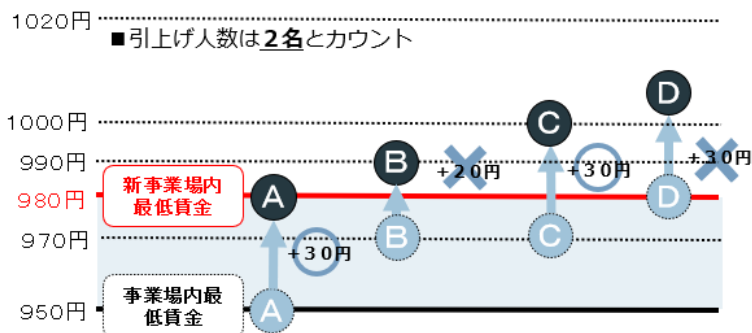 1020円
■引上げ人数は２名とカウント
D
1000円
C
990円
B
+20円
+30円
+30円
新事業場内
最低賃金
980円
A
D
970円
B
C
+30円
事業場内最
低賃金
950円
A